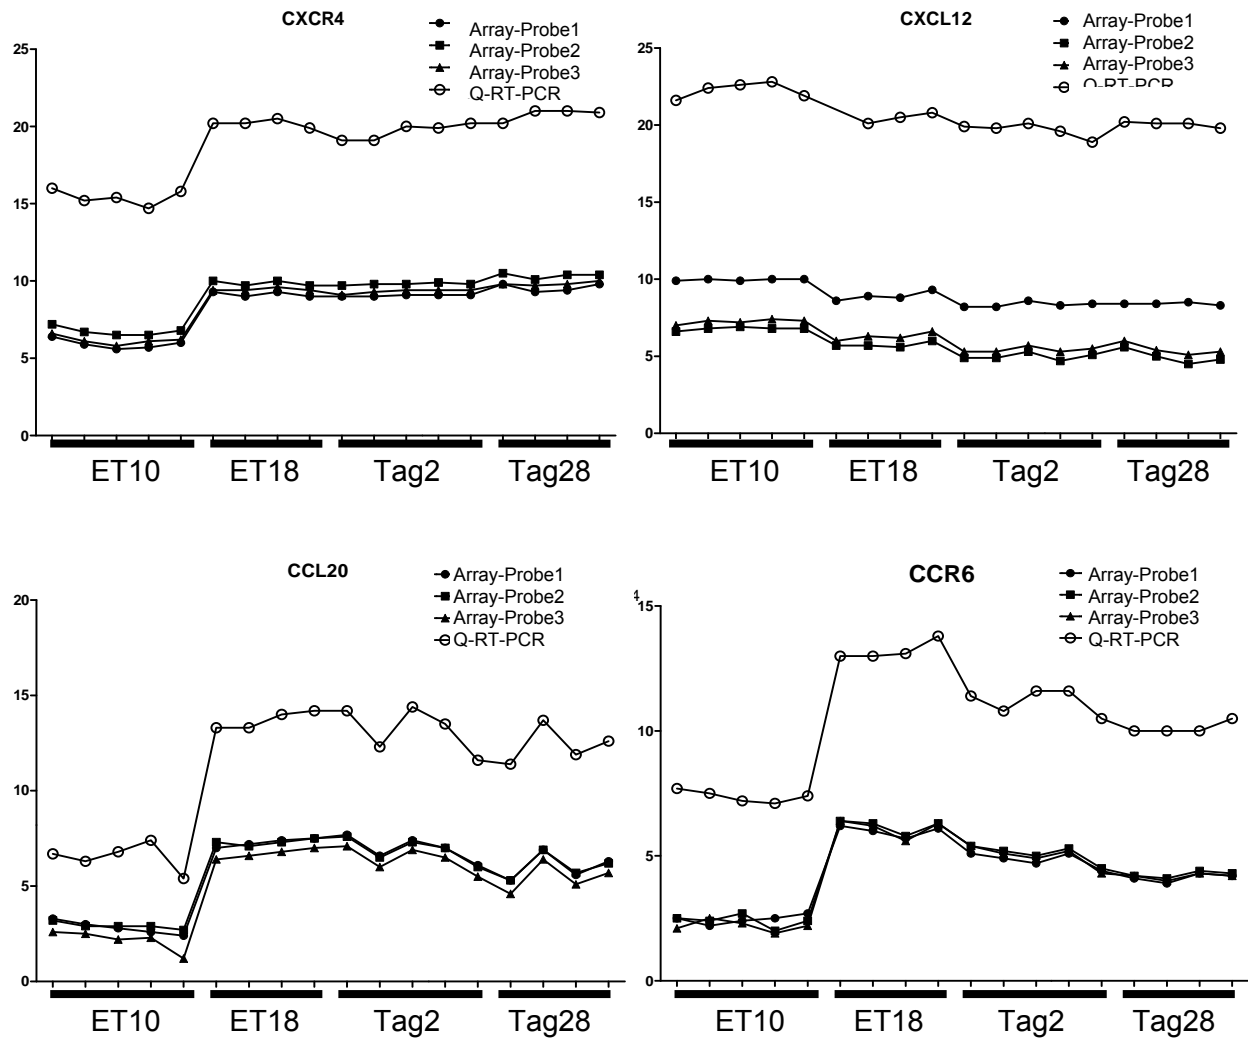 CXCR4
Array-Probe1
Array-Probe2
Array-Probe3
Q-RT-PCR
25
20
15
10
5
0
ET10 ET18 Tag2 Tag28
CXCL12
Array-Probe1
Array-Probe2
Array-Probe3
Q-RT-PCR
25
20
15
10
5
0
ET10 ET18 Tag2 Tag28
CCL20
Array-Probe1
Array-Probe2
Array-Probe3
Q-RT-PCR
20
15
10
5
0
ET10 ET18 Tag2 Tag28
CCR6
Array-Probe1
Array-Probe2
Array-Probe3
Q-RT-PCR
15
10
5
0
ET10 ET18 Tag2 Tag28